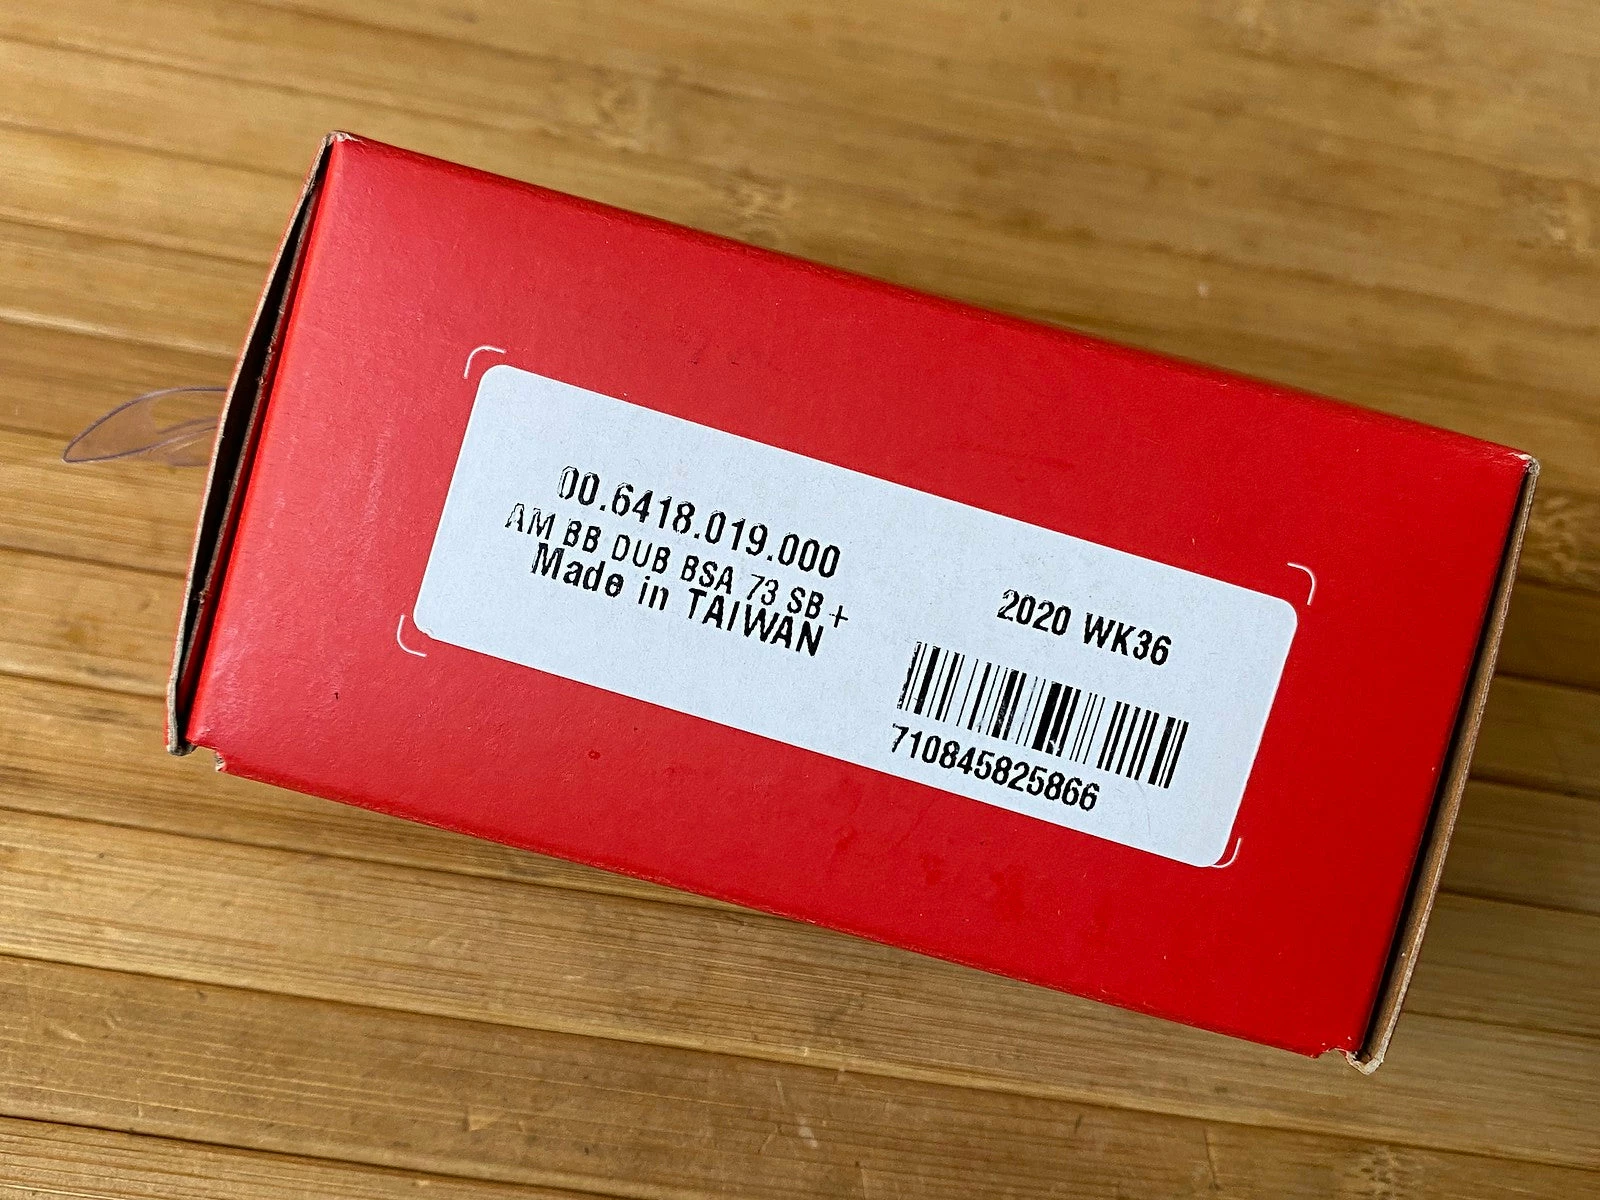 00.6418.019.000
AM BB DUB BSA 73 SB +
Made in TAIWAN
2020 WK36
710845825866